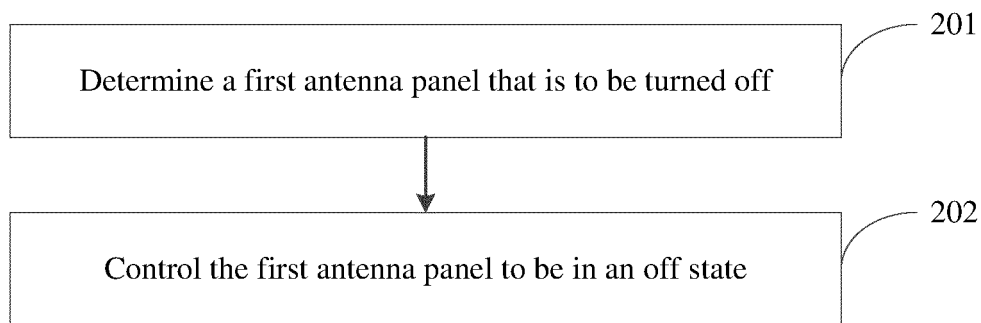 201
Determine a first antenna panel that is to be turned off
202
Control the first antenna panel to be in an off state